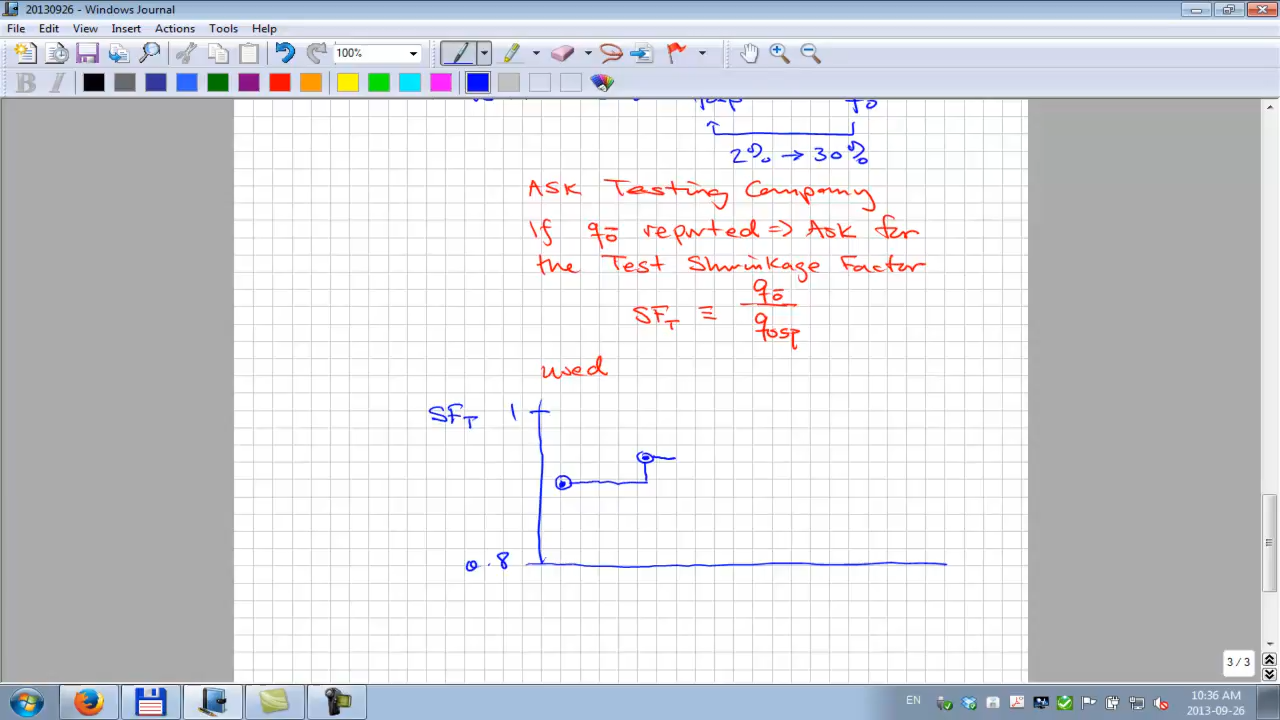 20130926 - Windows Journal
File Edit View Insert Actions Tools Help
100%
B I
2% → 30%
Ask Testing Company
If qō reported => Ask for
the Test Shrinkage Factor
SF_T ≡ qō / qosp
used
SF_T 1
0.8
3 / 3
EN
10:36 AM
2013-09-26